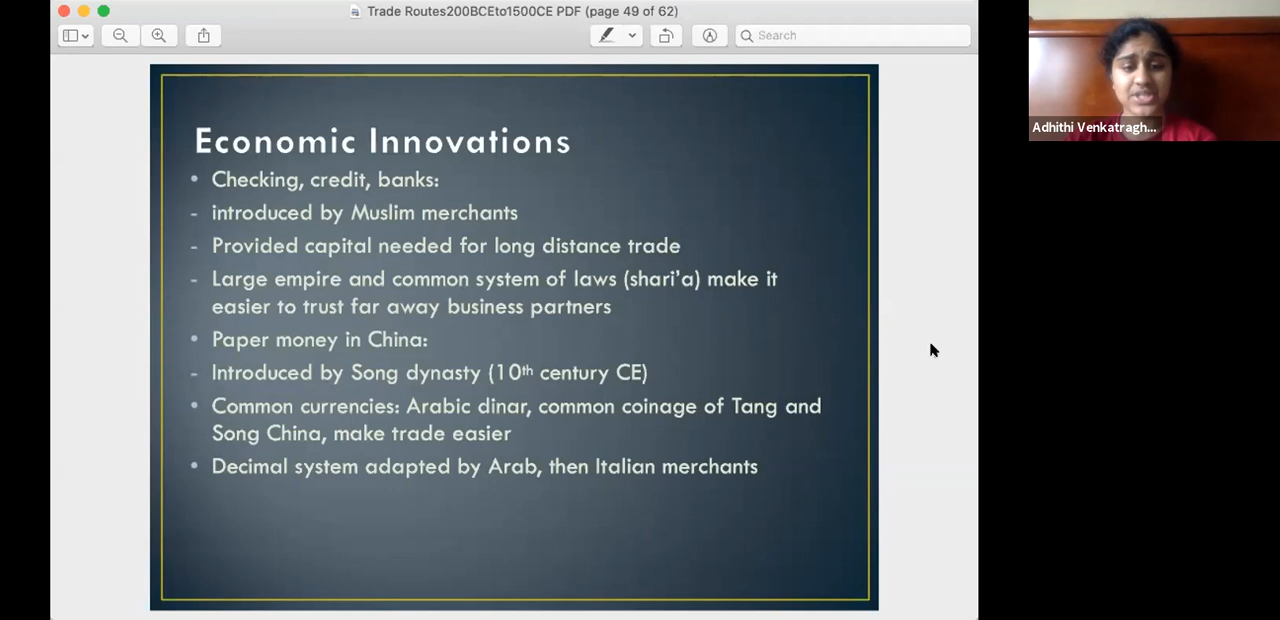 Trade Routes200BCEto1500CE PDF (page 49 of 62)
Search
Economic Innovations
• Checking, credit, banks:
- introduced by Muslim merchants
- Provided capital needed for long distance trade
- Large empire and common system of laws (shari’a) make it
easier to trust far away business partners
• Paper money in China:
- Introduced by Song dynasty (10th century CE)
• Common currencies: Arabic dinar, common coinage of Tang and
Song China, make trade easier
• Decimal system adapted by Arab, then Italian merchants
Adhithi Venkatragh...